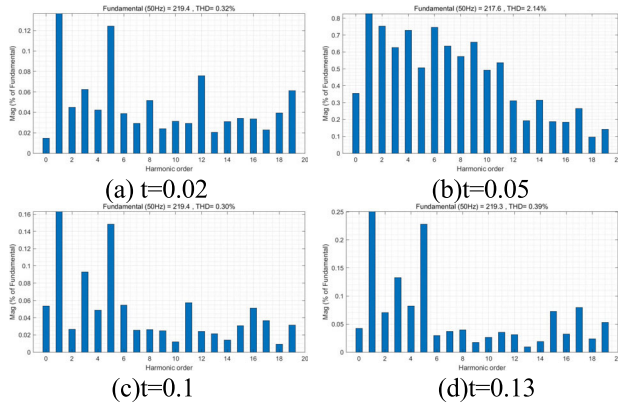 Fundamental (50Hz) = 219.4 , THD= 0.32%
Mag (% of Fundamental)
0.12
0.1
0.08
0.06
0.04
0.02
0
0 2 4 6 8 10 12 14 16 18 20
Harmonic order
(a) t=0.02
Fundamental (50Hz) = 217.6 , THD= 2.14%
Mag (% of Fundamental)
0.8
0.7
0.6
0.5
0.4
0.3
0.2
0.1
0 2 4 6 8 10 12 14 16 18
Harmonic order
(b)t=0.05
Fundamental (50Hz) = 219.4 , THD= 0.30%
Mag (% of Fundamental)
0.16
0.14
0.12
0.1
0.08
0.06
0.04
0.02
0
0 2 4 6 8 10 12 14 16 18 20
Harmonic order
(c)t=0.1
Fundamental (50Hz) = 219.3 , THD= 0.39%
Mag (% of Fundamental)
0.25
0.2
0.15
0.1
0.05
0
0 2 4 6 8 10 12 14 16 18
Harmonic order
(d)t=0.13